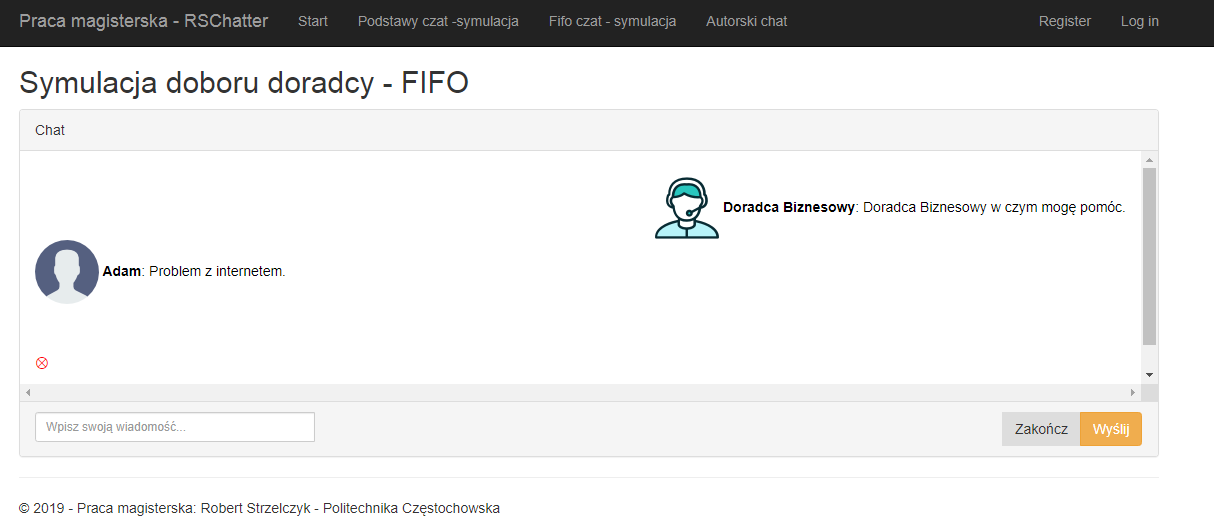 Praca magisterska - RSChatter Start Podstawy czat -symulacja Fifo czat - symulacja Autorski chat Register Log in
Symulacja doboru doradcy - FIFO
Chat
Doradca Biznesowy: Doradca Biznesowy w czym mogę pomóc.
Adam: Problem z internetem.
Wpisz swoją wiadomość... Zakończ Wyślij
© 2019 - Praca magisterska: Robert Strzelczyk - Politechnika Częstochowska